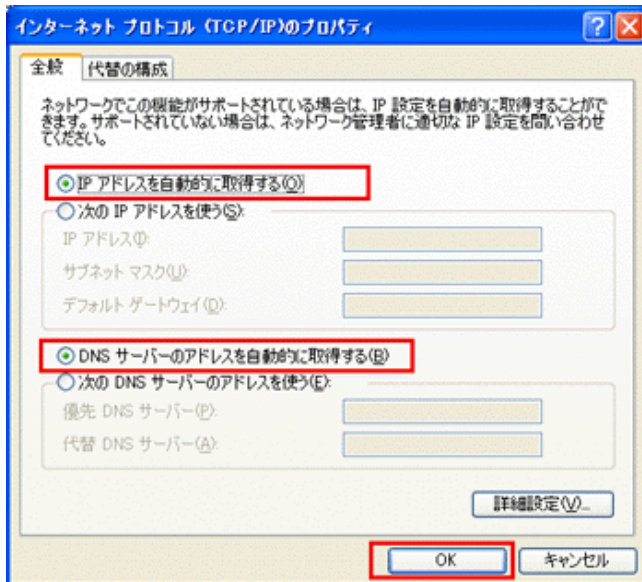 インターネット プロトコル (TCP/IP)のプロパティ
全般 代替の構成
ネットワークでこの機能がサポートされている場合は、IP 設定を自動的に取得することがで
きます。サポートされていない場合は、ネットワーク管理者に適切な IP 設定を問い合わせ
てください。
IP アドレスを自動的に取得する(O)
次の IP アドレスを使う(S):
IP アドレス(I):
サブネット マスク(U):
デフォルト ゲートウェイ(D):
DNS サーバーのアドレスを自動的に取得する(B)
次の DNS サーバーのアドレスを使う(E):
優先 DNS サーバー(P):
代替 DNS サーバー(A):
詳細設定(V)...
OK キャンセル